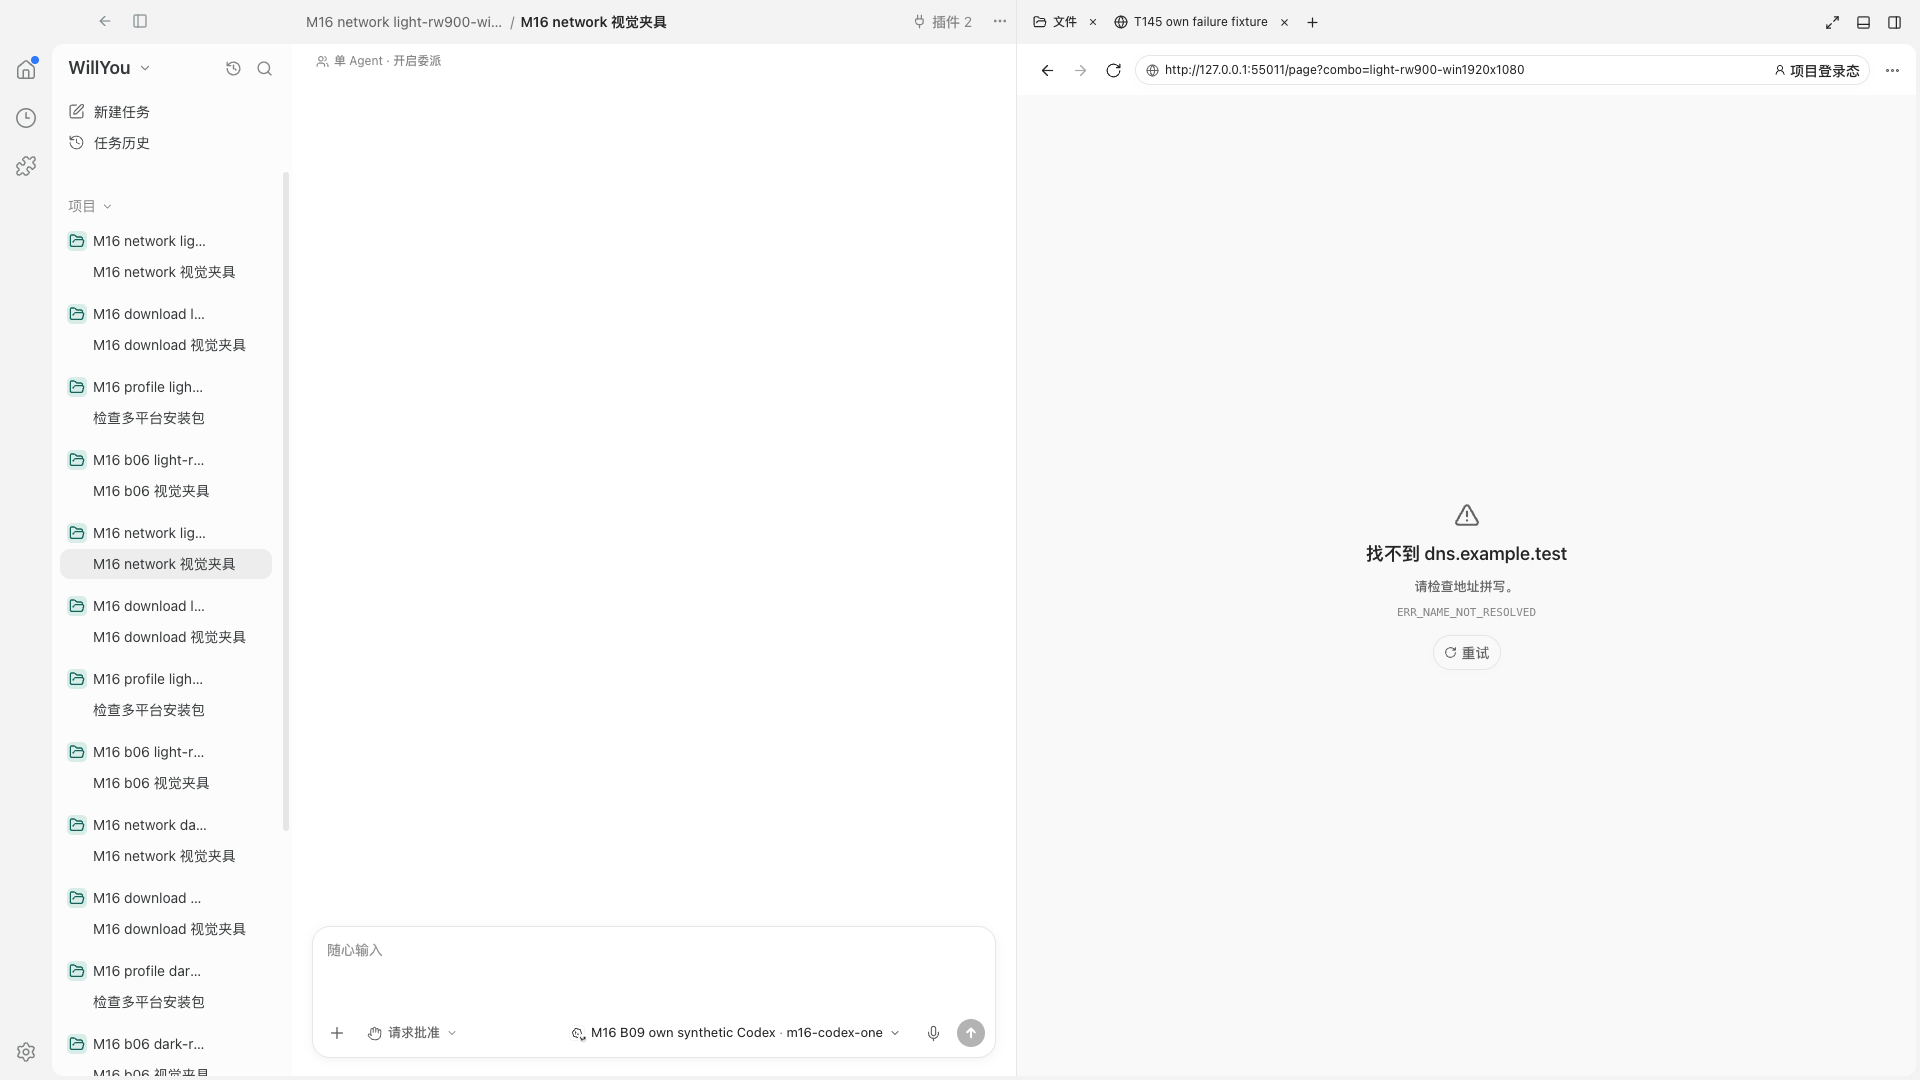 M16 network light-rw900-wi... / M16 network 视觉夹具
插件 2
文件
T145 own failure fixture
WillYou
新建任务
任务历史
项目
M16 network lig...
M16 network 视觉夹具
M16 download l...
M16 download 视觉夹具
M16 profile ligh...
检查多平台安装包
M16 b06 light-r...
M16 b06 视觉夹具
M16 network lig...
M16 network 视觉夹具
M16 download l...
M16 download 视觉夹具
M16 profile ligh...
检查多平台安装包
M16 b06 light-r...
M16 b06 视觉夹具
M16 network da...
M16 network 视觉夹具
M16 download ...
M16 download 视觉夹具
M16 profile dar...
检查多平台安装包
M16 b06 dark-r...
M16 b06 视觉夹具
单 Agent · 开启委派
随心输入
请求批准
M16 B09 own synthetic Codex · m16-codex-one
http://127.0.0.1:55011/page?combo=light-rw900-win1920x1080
项目登录态
找不到 dns.example.test
请检查地址拼写。
ERR_NAME_NOT_RESOLVED
重试